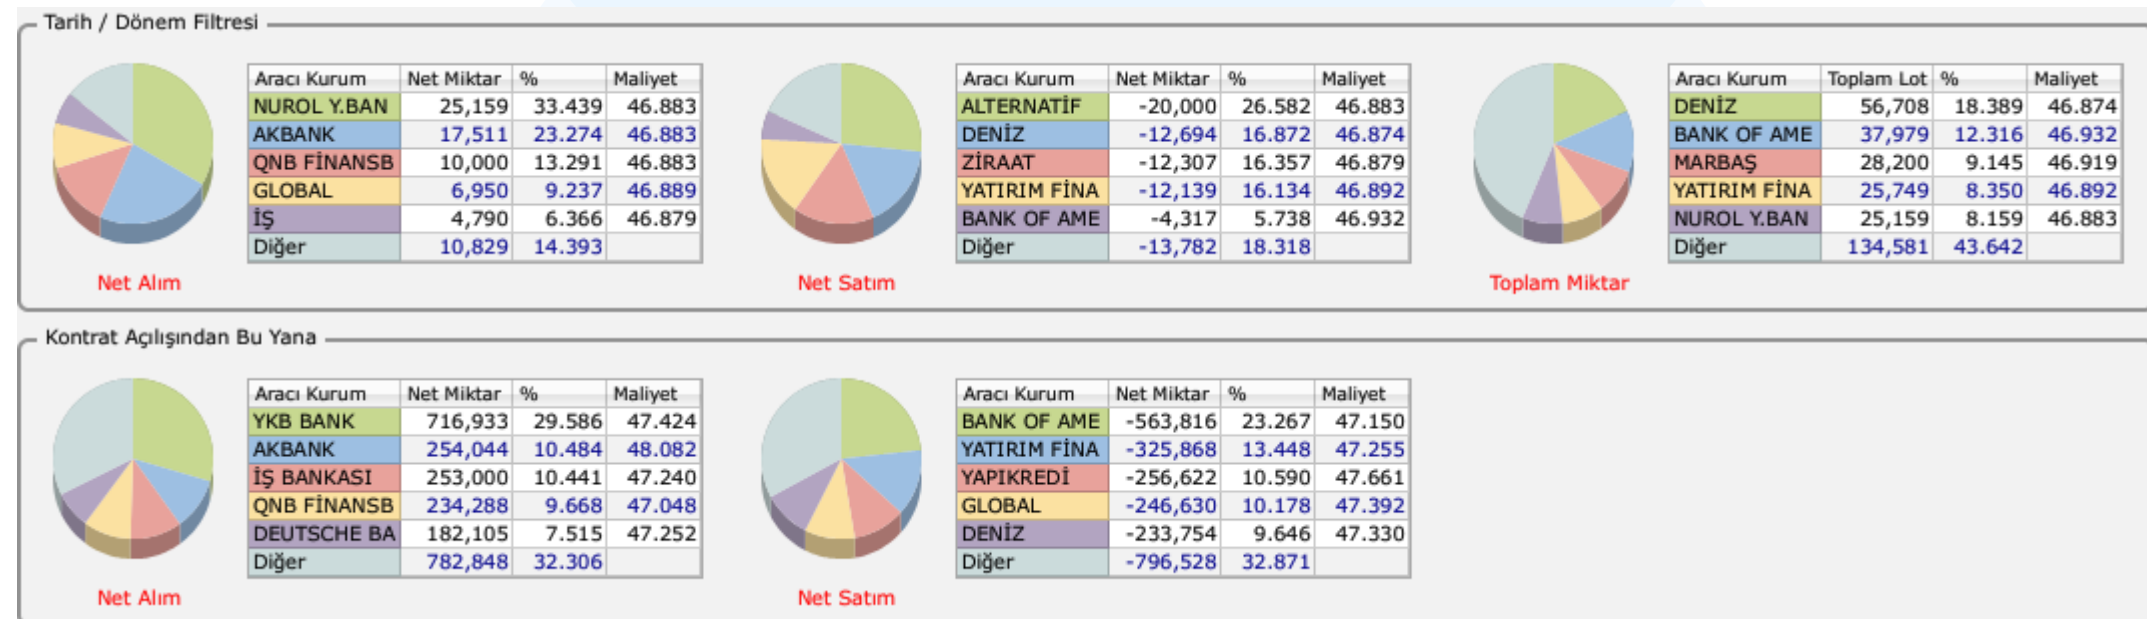 Tarih / Dönem Filtresi
Aracı Kurum Net Miktar % Maliyet
NUROL Y.BAN 25,159 33.439 46.883
AKBANK 17,511 23.274 46.883
QNB FİNANSB 10,000 13.291 46.883
GLOBAL 6,950 9.237 46.889
İŞ 4,790 6.366 46.879
Diğer 10,829 14.393
Net Alım
Aracı Kurum Net Miktar % Maliyet
ALTERNATİF -20,000 26.582 46.883
DENİZ -12,694 16.872 46.874
ZİRAAT -12,307 16.357 46.879
YATIRIM FİNA -12,139 16.134 46.892
BANK OF AME -4,317 5.738 46.932
Diğer -13,782 18.318
Net Satım
Aracı Kurum Toplam Lot % Maliyet
DENİZ 56,708 18.389 46.874
BANK OF AME 37,979 12.316 46.932
MARBAŞ 28,200 9.145 46.919
YATIRIM FİNA 25,749 8.350 46.892
NUROL Y.BAN 25,159 8.159 46.883
Diğer 134,581 43.642
Toplam Miktar
Kontrat Açılışından Bu Yana
Aracı Kurum Net Miktar % Maliyet
YKB BANK 716,933 29.586 47.424
AKBANK 254,044 10.484 48.082
İŞ BANKASI 253,000 10.441 47.240
QNB FİNANSB 234,288 9.668 47.048
DEUTSCHE BA 182,105 7.515 47.252
Diğer 782,848 32.306
Net Alım
Aracı Kurum Net Miktar % Maliyet
BANK OF AME -563,816 23.267 47.150
YATIRIM FİNA -325,868 13.448 47.255
YAPIKREDİ -256,622 10.590 47.661
GLOBAL -246,630 10.178 47.392
DENİZ -233,754 9.646 47.330
Diğer -796,528 32.871
Net Satım